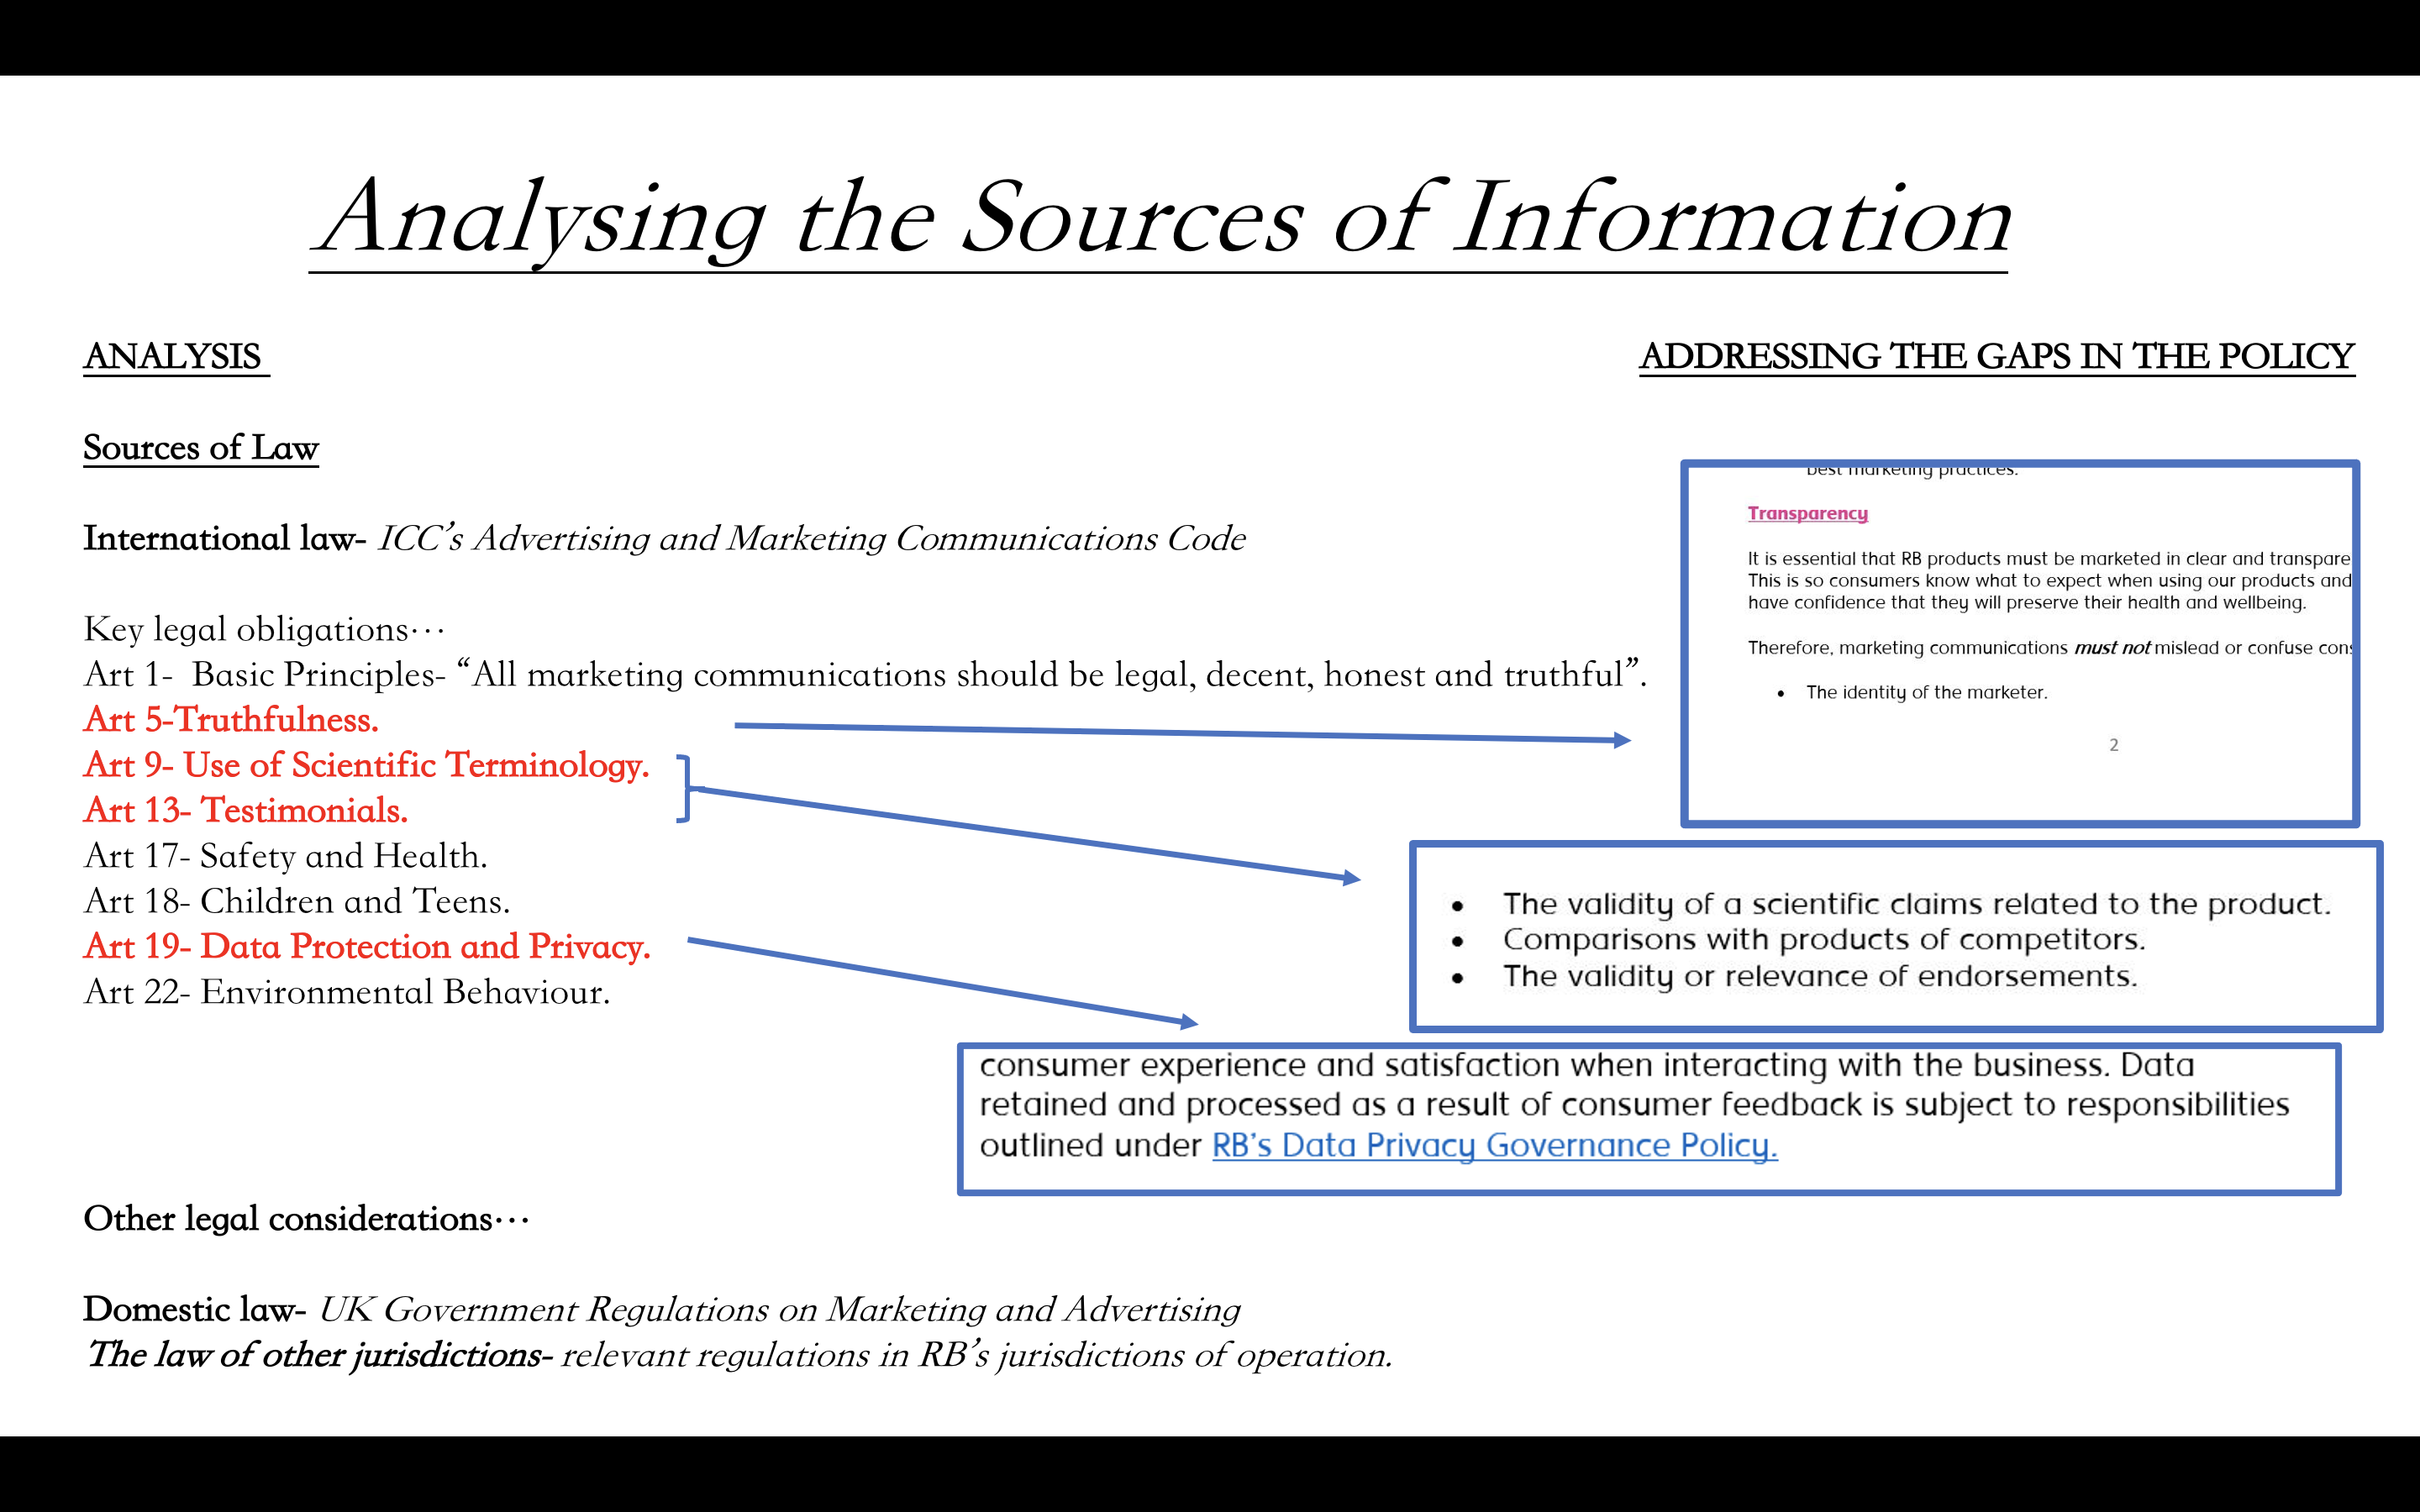 Analysing the Sources of Information
ANALYSIS
ADDRESSING THE GAPS IN THE POLICY
Sources of Law
International law- ICC’s Advertising and Marketing Communications Code
Key legal obligations…
Art 1-  Basic Principles- “All marketing communications should be legal, decent, honest and truthful”.
Art 5-Truthfulness.
Art 9- Use of Scientific Terminology.
Art 13- Testimonials.
Art 17- Safety and Health.
Art 18- Children and Teens.
Art 19- Data Protection and Privacy.
Art 22- Environmental Behaviour.
best marketing practices.
Transparency
It is essential that RB products must be marketed in clear and transpare
This is so consumers know what to expect when using our products and
have confidence that they will preserve their health and wellbeing.
Therefore, marketing communications must not mislead or confuse cons
• The identity of the marketer.
2
• The validity of a scientific claims related to the product.
• Comparisons with products of competitors.
• The validity or relevance of endorsements.
consumer experience and satisfaction when interacting with the business. Data
retained and processed as a result of consumer feedback is subject to responsibilities
outlined under RB’s Data Privacy Governance Policy.
Other legal considerations…
Domestic law- UK Government Regulations on Marketing and Advertising
The law of other jurisdictions- relevant regulations in RB’s jurisdictions of operation.